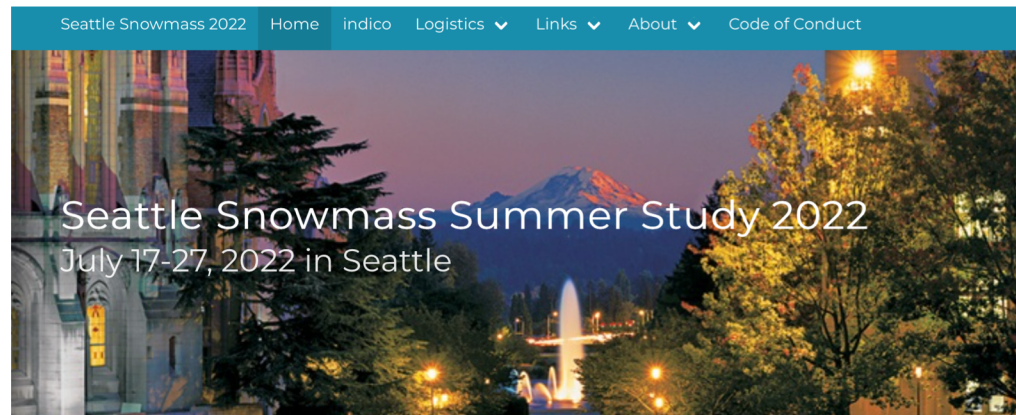 Seattle Snowmass 2022 Home indico Logistics Links About Code of Conduct
Seattle Snowmass Summer Study 2022
July 17-27, 2022 in Seattle